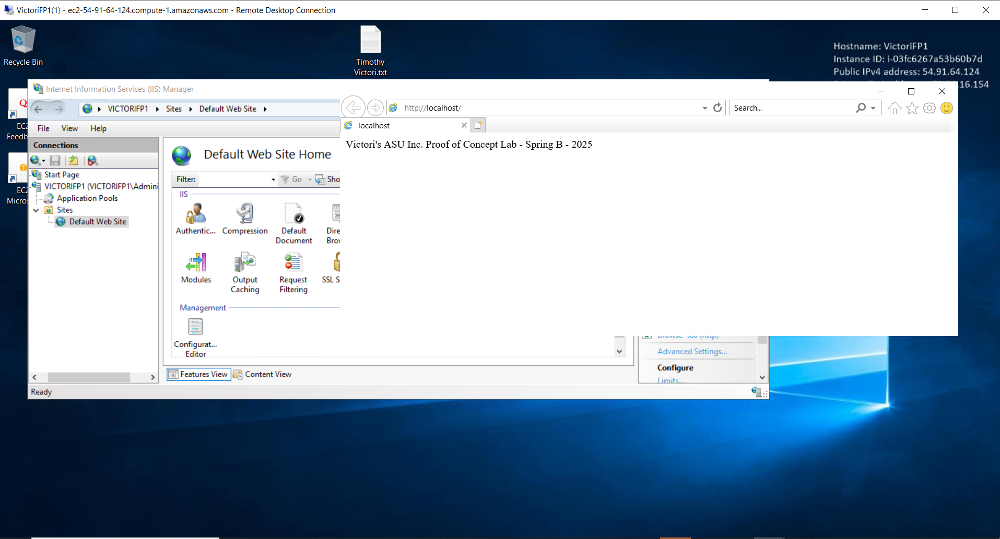 VictoriFP1(1) - ec2-54-91-64-124.compute-1.amazonaws.com - Remote Desktop Connection
Recycle Bin
Timothy
Victori.txt
Hostname: VictoriFP1
Instance ID: i-03fc6267a53b60b7d
Public IPv4 address: 54.91.64.124
16.154
EC2
Feedb
EC2
Micros
Internet Information Services (IIS) Manager
VICTORIFP1
Sites
Default Web Site
File
View
Help
Connections
Start Page
VICTORIFP1 (VICTORIFP1\Admini
Application Pools
Sites
Default Web Site
Default Web Site Home
Filter:
Go
Sho
IIS
Authentic...
Compression
Default
Document
Dire
Brow
Modules
Output
Caching
Request
Filtering
SSL S
Management
Configurat...
Editor
Features View
Content View
Ready
http://localhost/
Search...
localhost
Victori's ASU Inc. Proof of Concept Lab - Spring B - 2025
Browse *:80 (http)
Advanced Settings...
Configure
Limits...